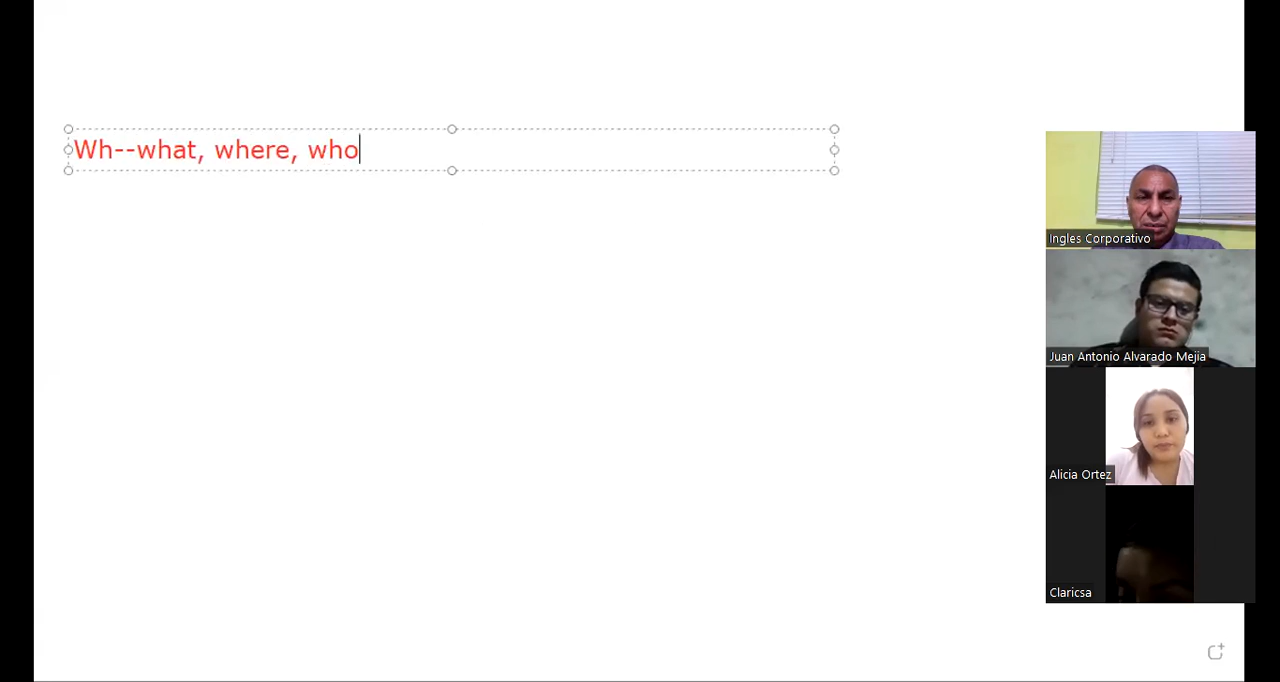 Wh--what, where, who
Ingles Corporativo
Juan Antonio Alvarado Mejia
Alicia Ortez
Claricsa